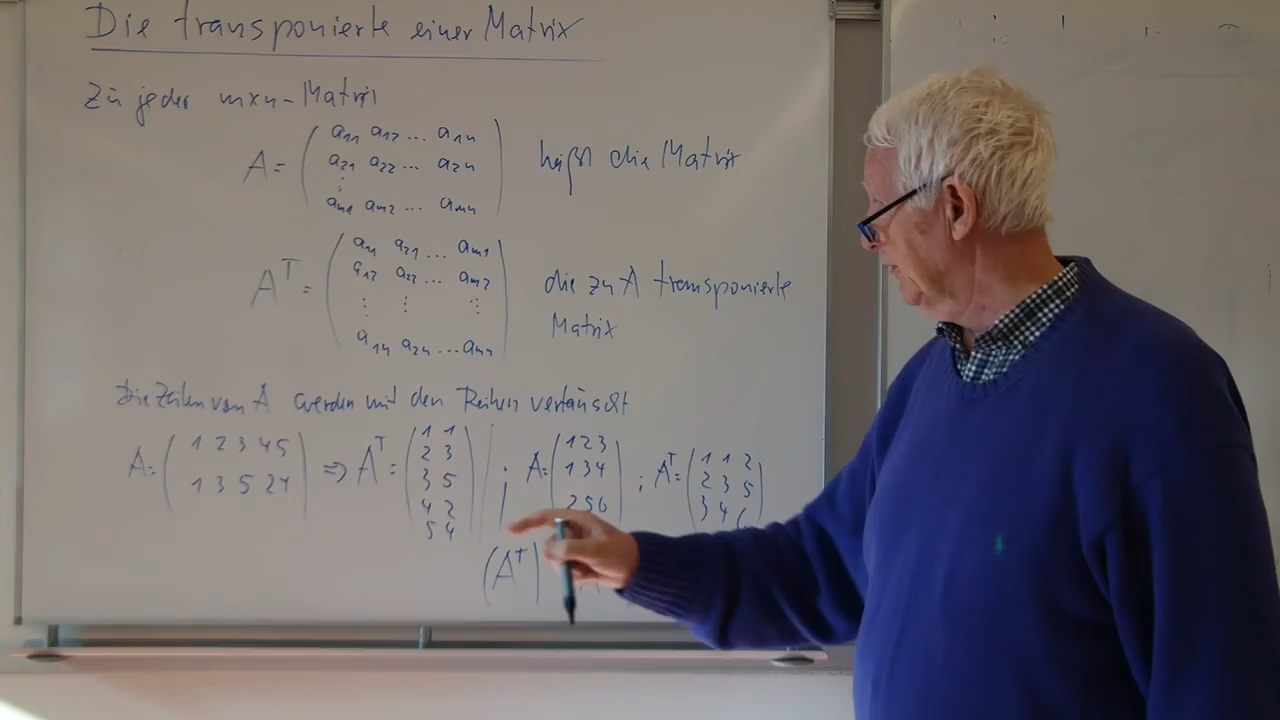 Die transponierte einer Matrix
Zu jeder mxn-Matrix
A = ( a11 a12 ... a1n
a21 a22 ... a2n
⋮
am1 am2 ... amn ) heißt die Matrix
A^T = ( a11 a21 ... am1
a12 a22 ... am2
⋮ ⋮ ⋮
a1n a2n ... amn ) die zu A transponierte
Matrix
Die Zeilen von A werden mit den Reihen vertauscht
A = ( 1 2 3 4 5
1 3 5 2 4 ) ⇒ A^T = ( 1 1
2 3
3 5
4 2
5 4 ) ; A = ( 1 2 3
1 3 4
2 5 6 ) ; A^T = ( 1 1 2
2 3 5
3 4 )
(A^T)